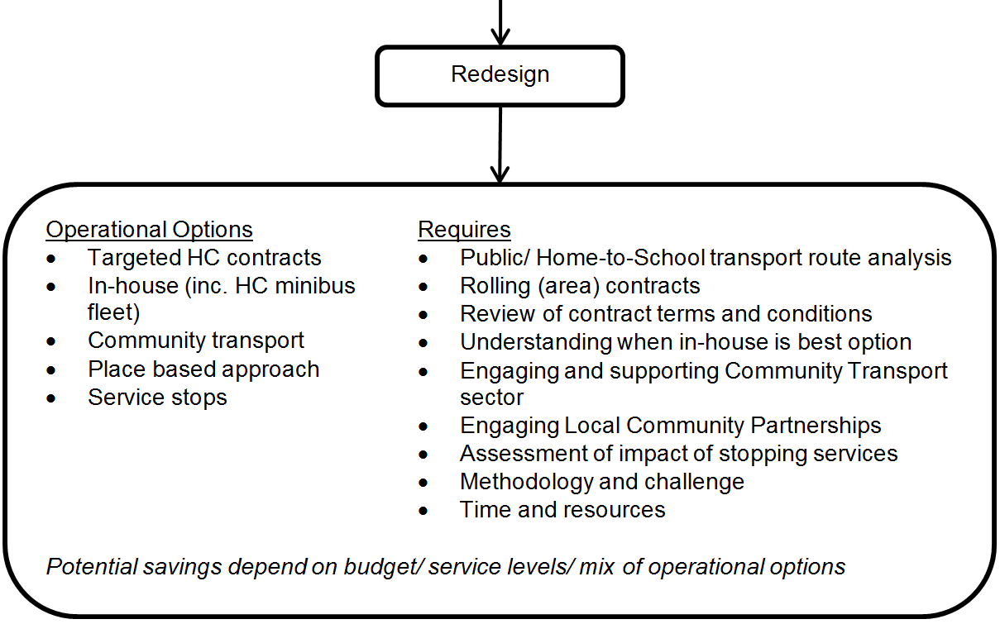 Redesign
Operational Options
• Targeted HC contracts
• In-house (inc. HC minibus
fleet)
• Community transport
• Place based approach
• Service stops
Requires
• Public/ Home-to-School transport route analysis
• Rolling (area) contracts
• Review of contract terms and conditions
• Understanding when in-house is best option
• Engaging and supporting Community Transport
sector
• Engaging Local Community Partnerships
• Assessment of impact of stopping services
• Methodology and challenge
• Time and resources
Potential savings depend on budget/ service levels/ mix of operational options